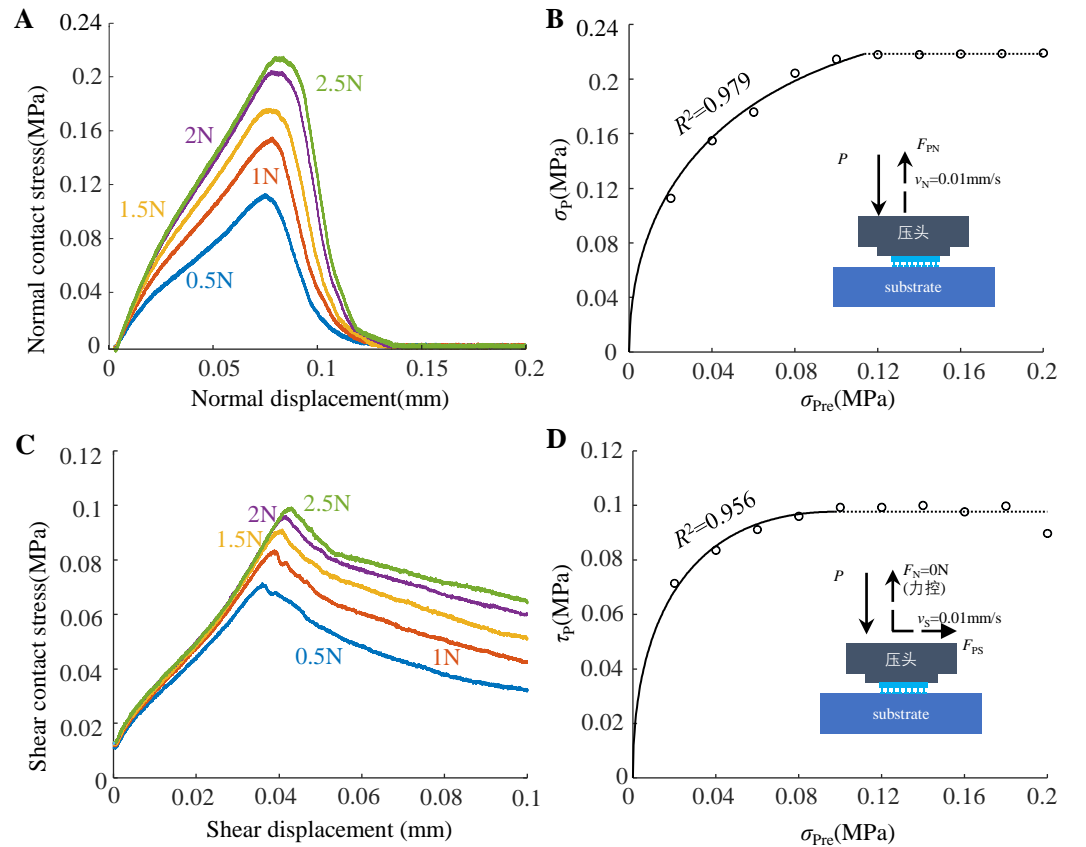 A
Normal contact stress(MPa)
0.24
0.2
0.16
0.12
0.08
0.04
0
2.5N
2N
1N
1.5N
0.5N
0
0.05
0.1
0.15
0.2
Normal displacement(mm)
B
σP(MPa)
0.24
0.2
0.16
0.12
0.08
0.04
0
R²=0.979
P
FPN
vN=0.01mm/s
压头
substrate
0
0.04
0.08
0.12
0.16
0.2
σPre(MPa)
C
Shear contact stress(MPa)
0.12
0.1
0.08
0.06
0.04
0.02
0
2.5N
2N
1.5N
1N
0.5N
0
0.02
0.04
0.06
0.08
0.1
Shear displacement (mm)
D
τP(MPa)
0.12
0.1
0.08
0.06
0.04
0.02
0
R²=0.956
P
FN=0N
(力控)
vS=0.01mm/s
FPS
压头
substrate
0
0.04
0.08
0.12
0.16
0.2
σPre(MPa)